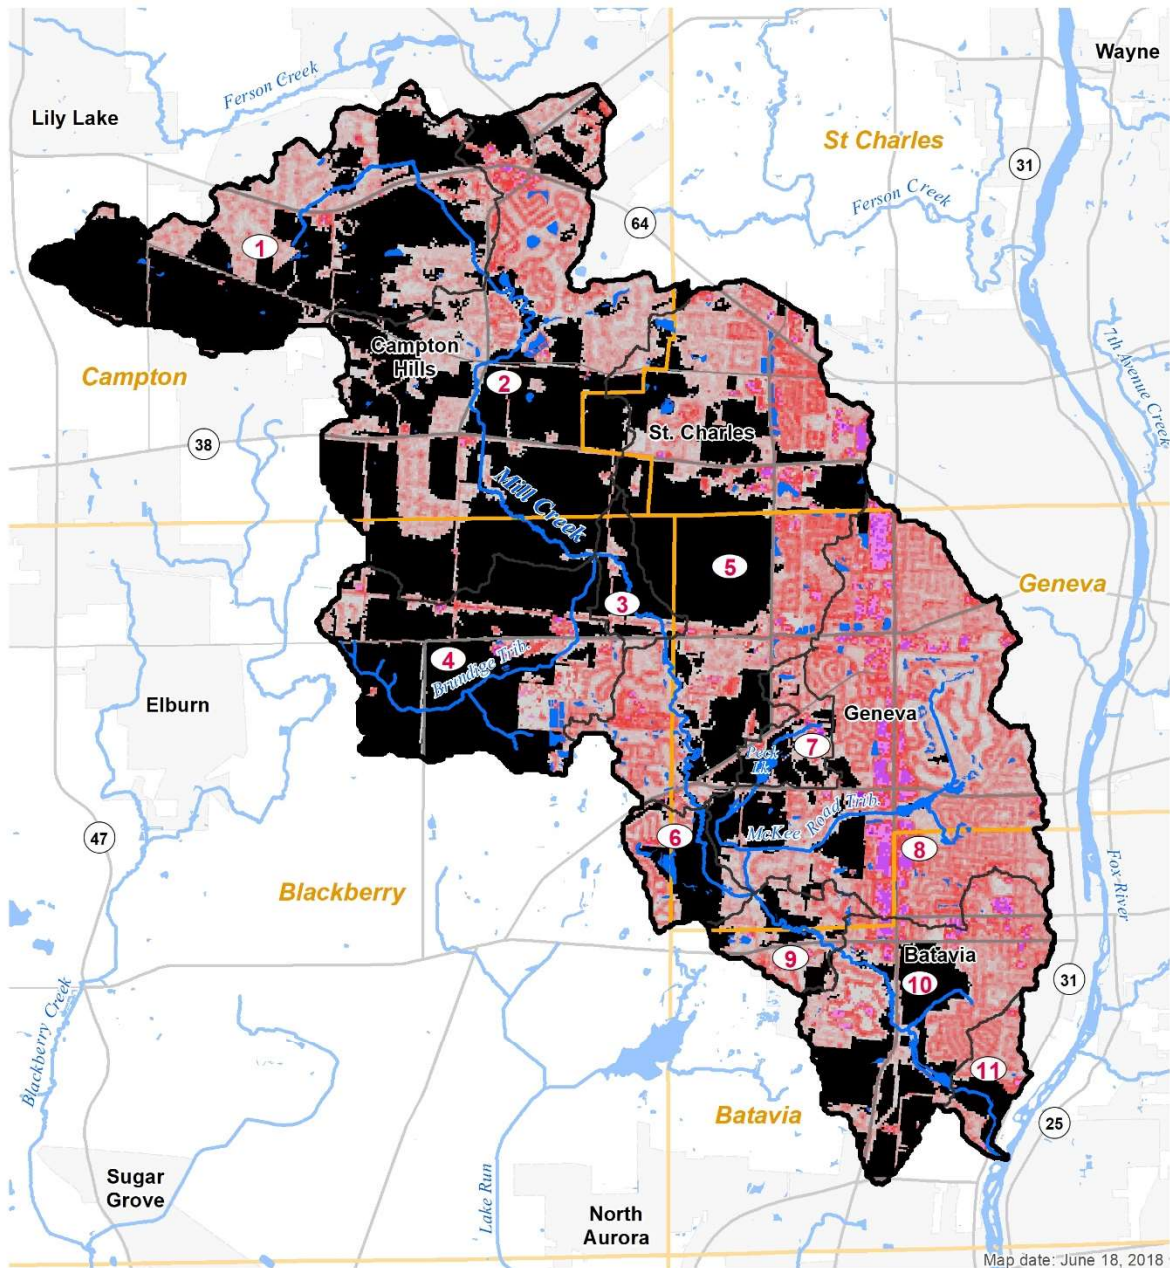 Wayne
Ferson Creek
Lily Lake
St Charles
31
Ferson Creek
64
1
7th Avenue Creek
Campton
Hills
Campton
2
St. Charles
38
Mill Creek
5
Geneva
3
4
Brundige Trib.
Elburn
Geneva
7
Peck
Lk.
McKee Road Trib.
47
6
8
Blackberry
Fox River
9
Batavia
10
31
Blackberry Creek
11
Batavia
25
Sugar
Grove
Lake Run
North
Aurora
Map date: June 18, 2018